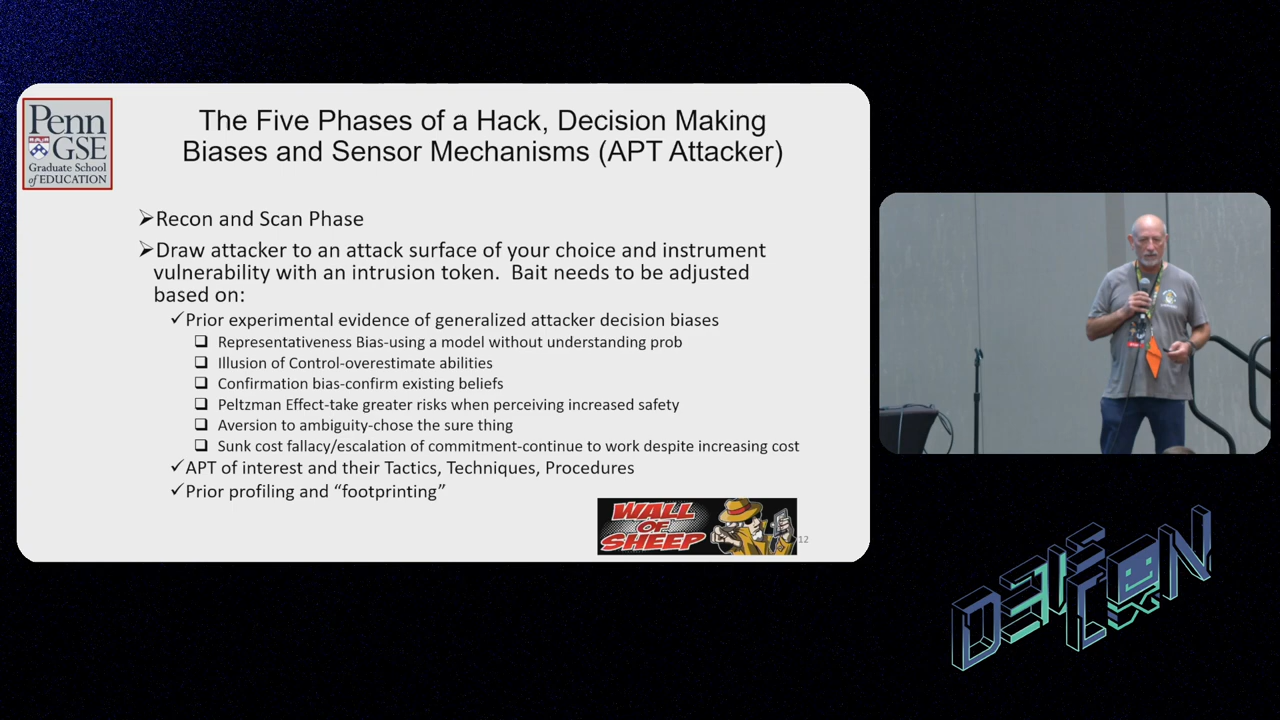 Penn
GSE
Graduate School
of EDUCATION
The Five Phases of a Hack, Decision Making
Biases and Sensor Mechanisms (APT Attacker)
➢Recon and Scan Phase
➢Draw attacker to an attack surface of your choice and instrument
vulnerability with an intrusion token.  Bait needs to be adjusted
based on:
✓Prior experimental evidence of generalized attacker decision biases
❑ Representativeness Bias-using a model without understanding prob
❑ Illusion of Control-overestimate abilities
❑ Confirmation bias-confirm existing beliefs
❑ Peltzman Effect-take greater risks when perceiving increased safety
❑ Aversion to ambiguity-chose the sure thing
❑ Sunk cost fallacy/escalation of commitment-continue to work despite increasing cost
✓APT of interest and their Tactics, Techniques, Procedures
✓Prior profiling and “footprinting”
WALL
OF
SHEEP
12